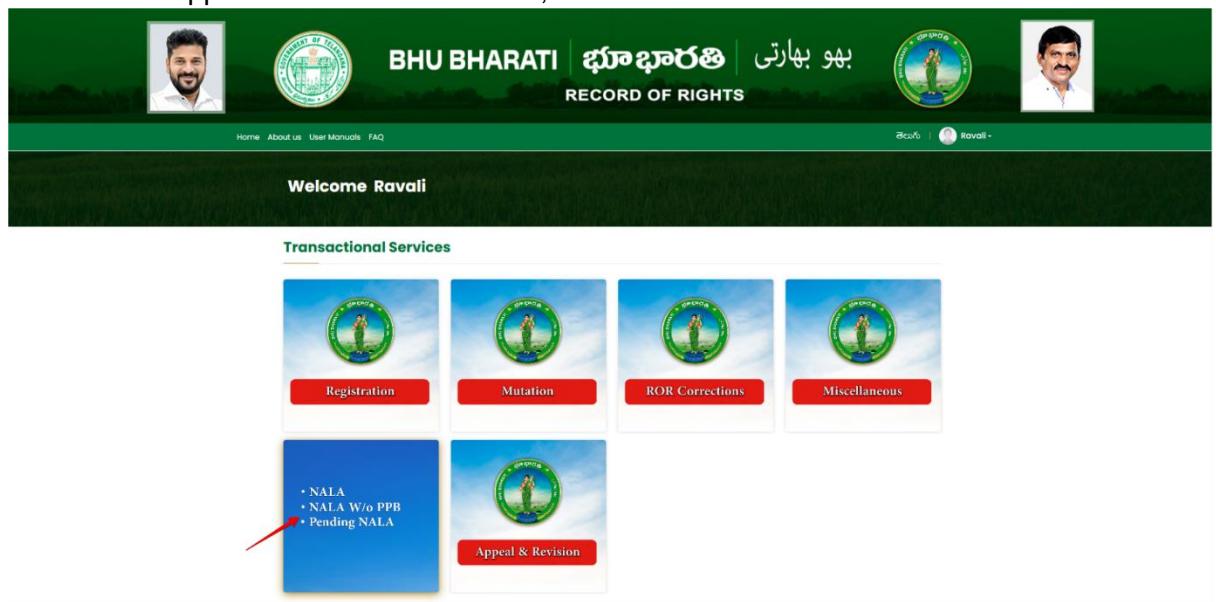 BHU BHARATI భూ భారతి بھو بھارتی
RECORD OF RIGHTS
Home About us User Manuals FAQ తెలుగు | Ravali
Welcome Ravali
Transactional Services
Registration
Mutation
ROR Corrections
Miscellaneous
• NALA
• NALA W/o PPB
• Pending NALA
Appeal & Revision